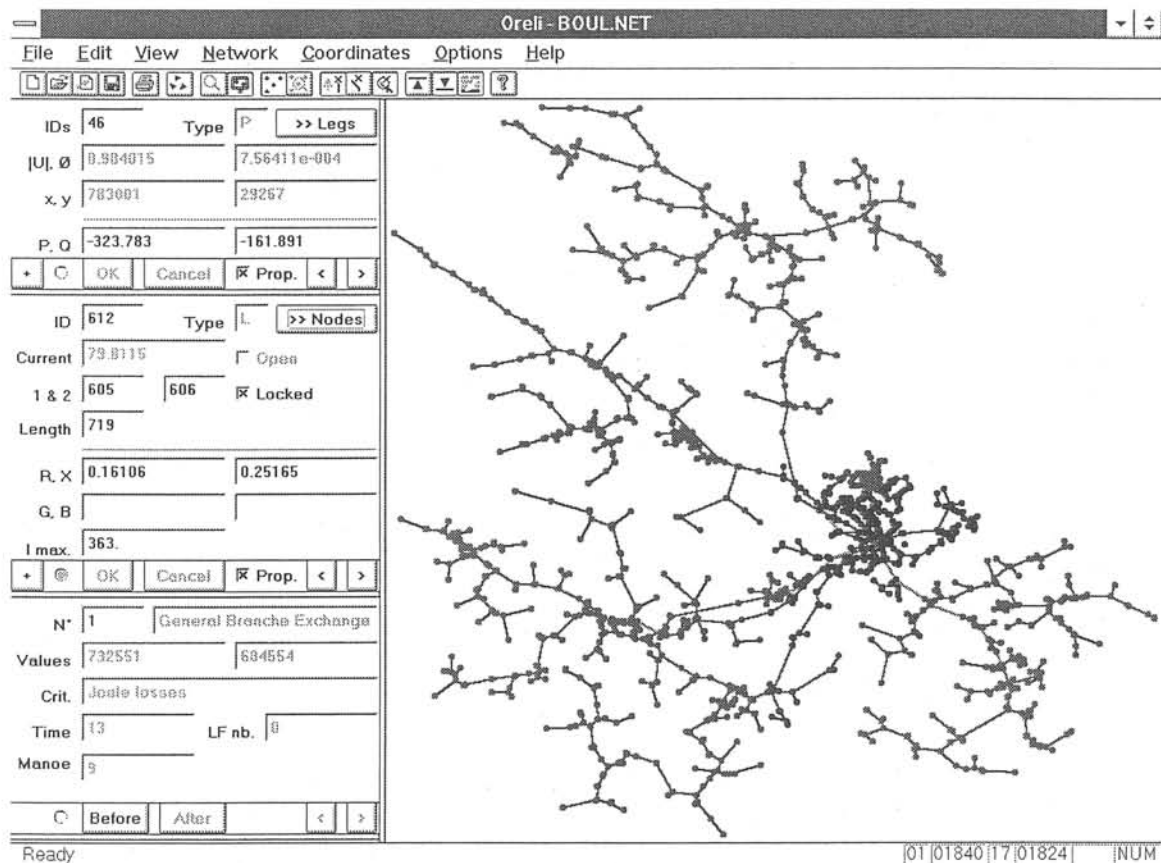 Oreli - BOUL.NET
File Edit View Network Coordinates Options Help
IDs 46 Type P >> Legs
|U|, Ø 0.984015 7.56411e-004
x, y 783001 29267
P, Q -323.783 -161.891
+ OK Cancel Prop. < >
ID 612 Type L >> Nodes
Current 79.8115 Open
1 & 2 605 606 Locked
Length 719
R, X 0.16106 0.25165
G, B
I max. 363.
+ OK Cancel Prop. < >
N° 1 General Branche Exchange
Values 732551 684554
Crit. Joule losses
Time 13 LF nb. 0
Manoe 9
Before After < >
Ready 01 01840 17 01824 NUM